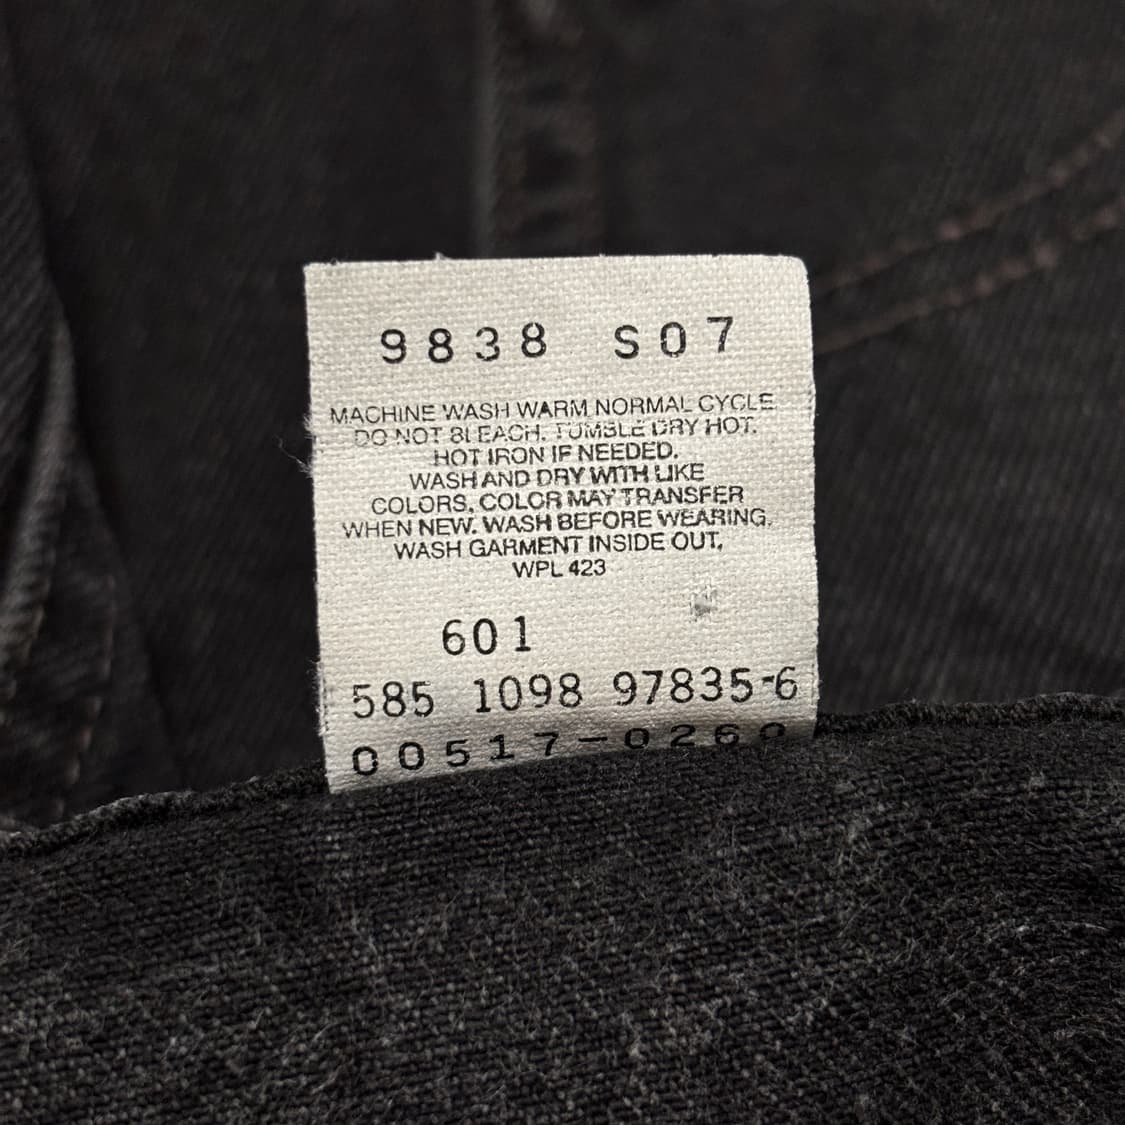 9838 S07
MACHINE WASH WARM NORMAL CYCLE
DO NOT BLEACH. TUMBLE DRY HOT.
HOT IRON IF NEEDED.
WASH AND DRY WITH LIKE
COLORS, COLOR MAY TRANSFER
WHEN NEW. WASH BEFORE WEARING.
WASH GARMENT INSIDE OUT,
WPL 423
601
585 1098 97835-6
00517-0260